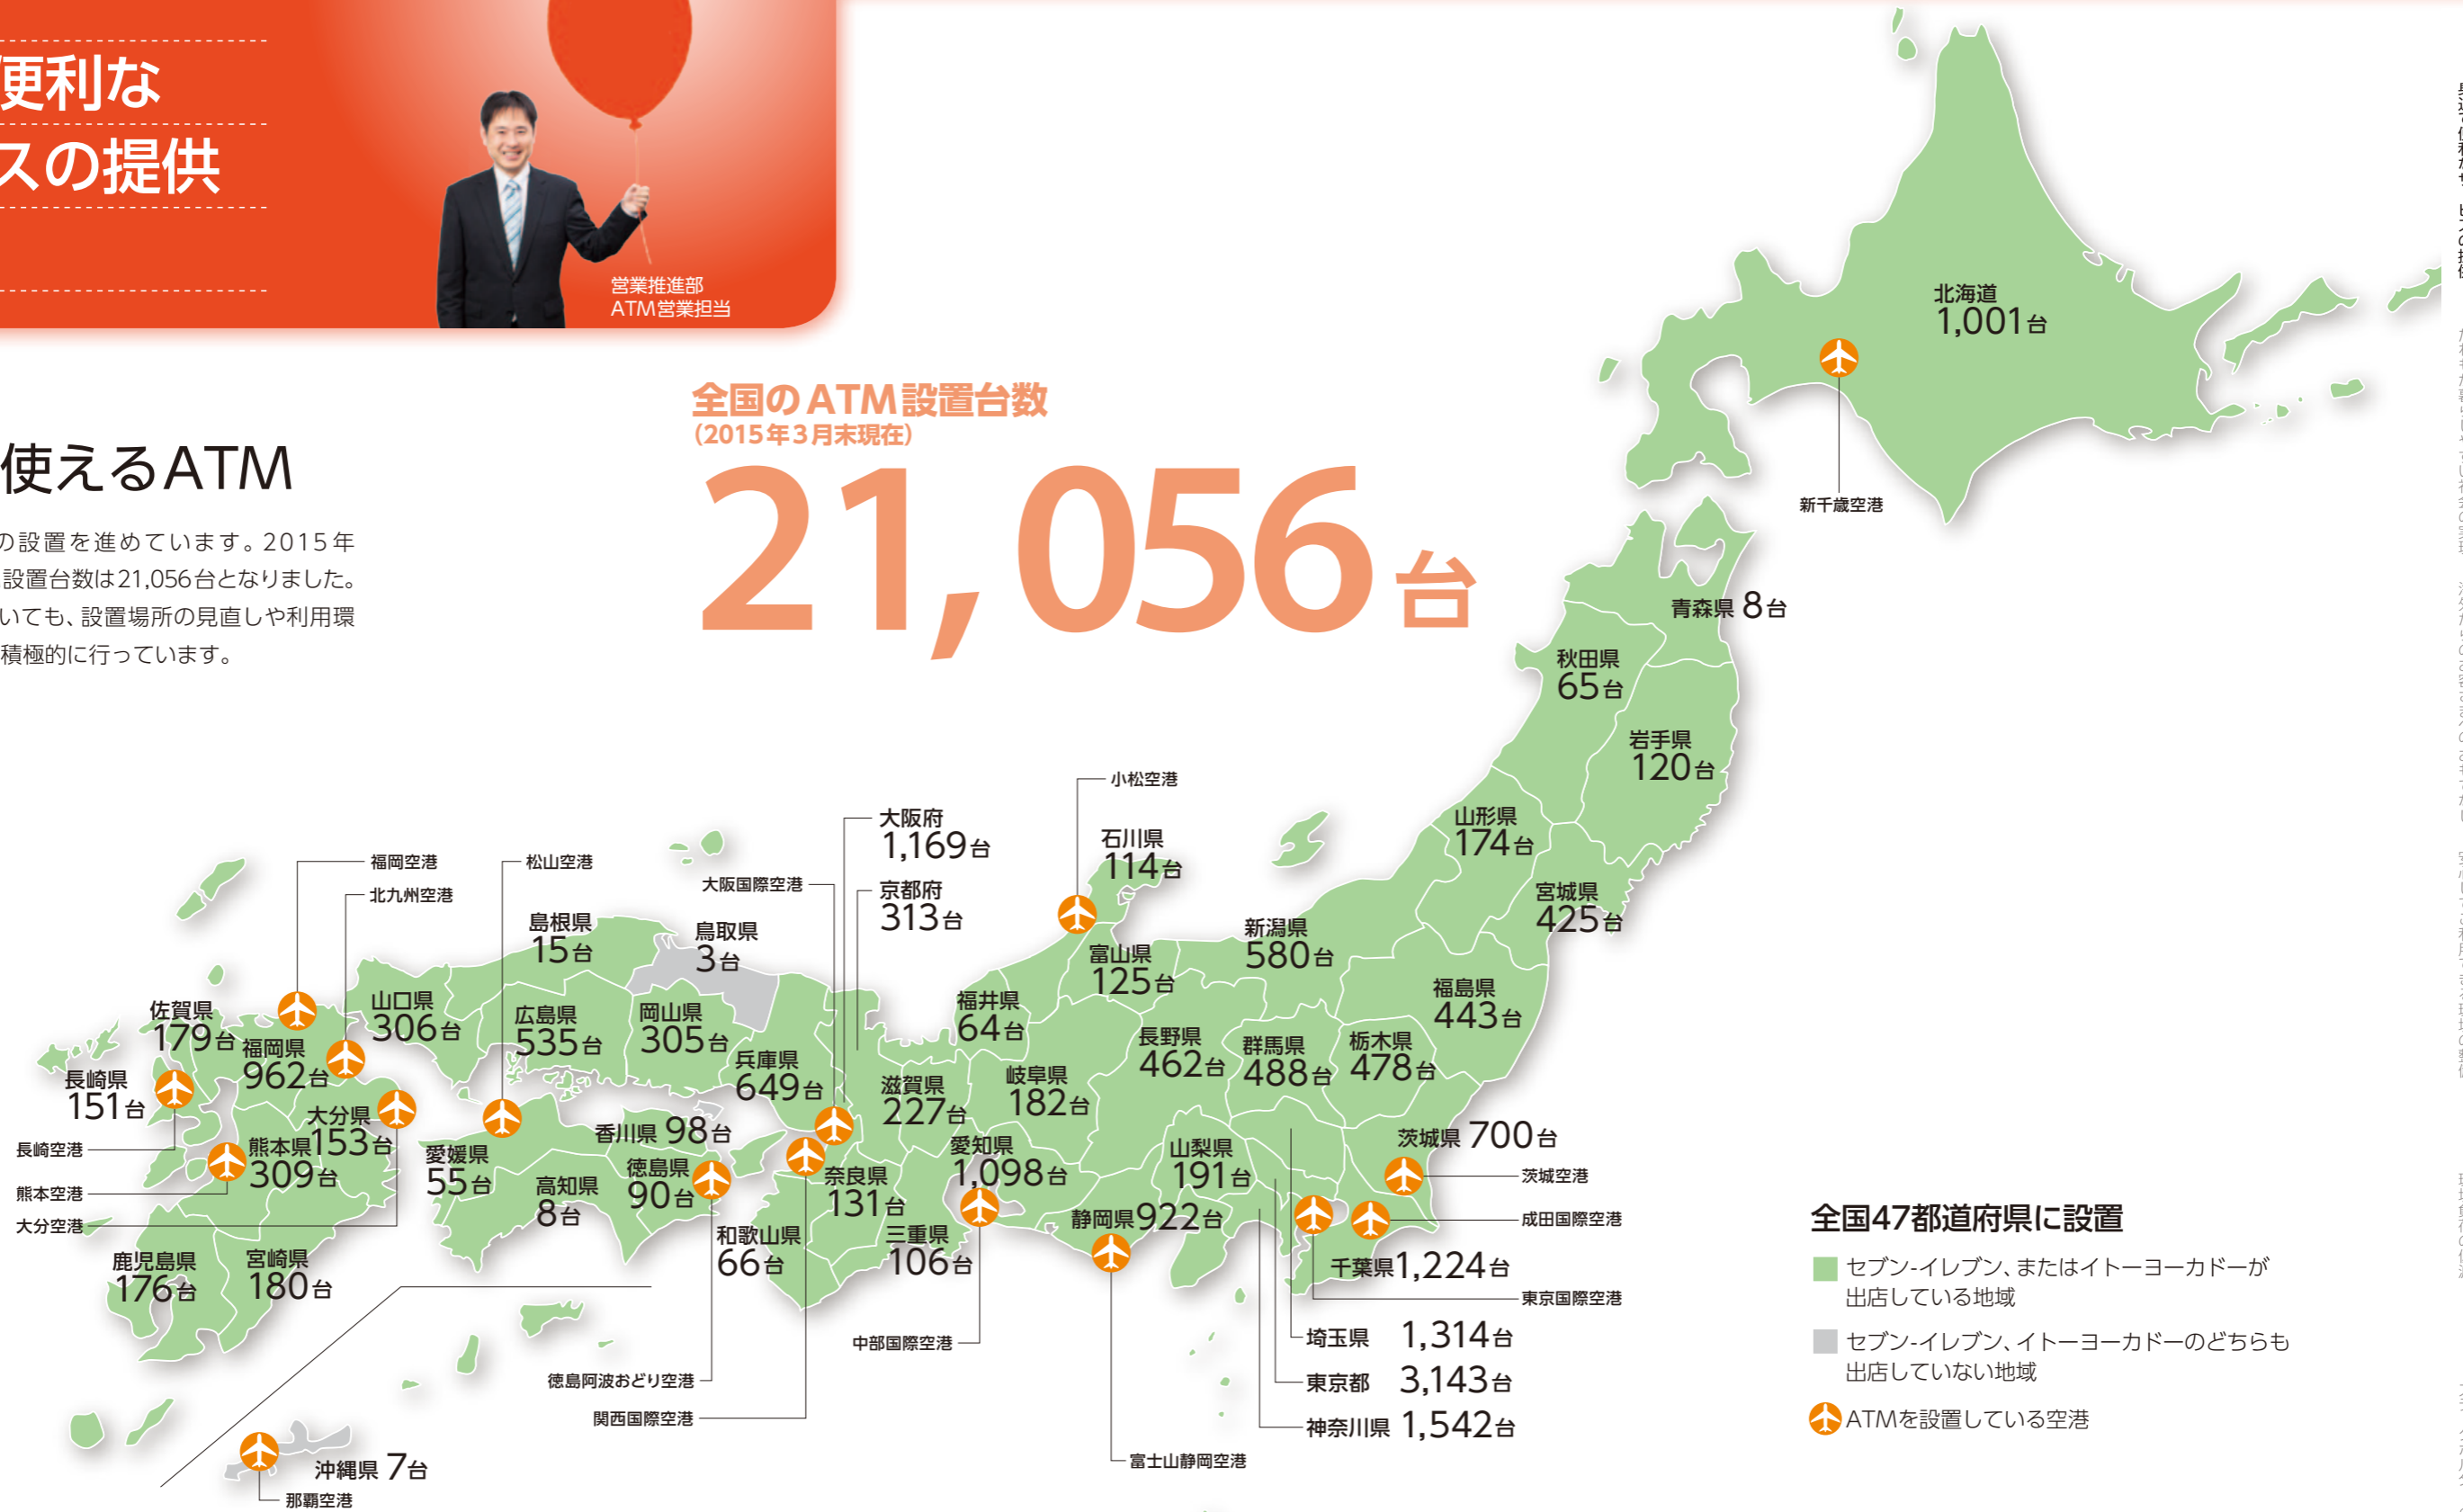 便利な
スの提供
営業推進部
ATM営業担当
使えるATM
の設置を進めています。2015年
設置台数は21,056台となりました。
いても、設置場所の見直しや利用環
積極的に行っています。
全国のATM設置台数
（2015年3月末現在）
21,056台
北海道
1,001台
新千歳空港
青森県 8台
秋田県
65台
岩手県
120台
山形県
174台
宮城県
425台
福島県
443台
小松空港
石川県
114台
富山県
125台
新潟県
580台
福井県
64台
長野県
462台
群馬県
488台
栃木県
478台
岐阜県
182台
茨城県 700台
茨城空港
成田国際空港
千葉県1,224台
東京国際空港
埼玉県 1,314台
東京都 3,143台
神奈川県 1,542台
山梨県
191台
静岡県922台
富士山静岡空港
愛知県
1,098台
中部国際空港
大阪府
1,169台
京都府
313台
大阪国際空港
滋賀県
227台
奈良県
131台
三重県
106台
和歌山県
66台
関西国際空港
兵庫県
649台
鳥取県
3台
島根県
15台
岡山県
305台
広島県
535台
山口県
306台
松山空港
香川県 98台
徳島県
90台
徳島阿波おどり空港
愛媛県
55台
高知県
8台
福岡空港
北九州空港
佐賀県
179台
福岡県
962台
長崎県
151台
長崎空港
大分県
153台
熊本県
309台
熊本空港
大分空港
鹿児島県
176台
宮崎県
180台
沖縄県 7台
那覇空港
全国47都道府県に設置
セブン-イレブン、またはイトーヨーカドーが
出店している地域
セブン-イレブン、イトーヨーカドーのどちらも
出店していない地域
ATMを設置している空港